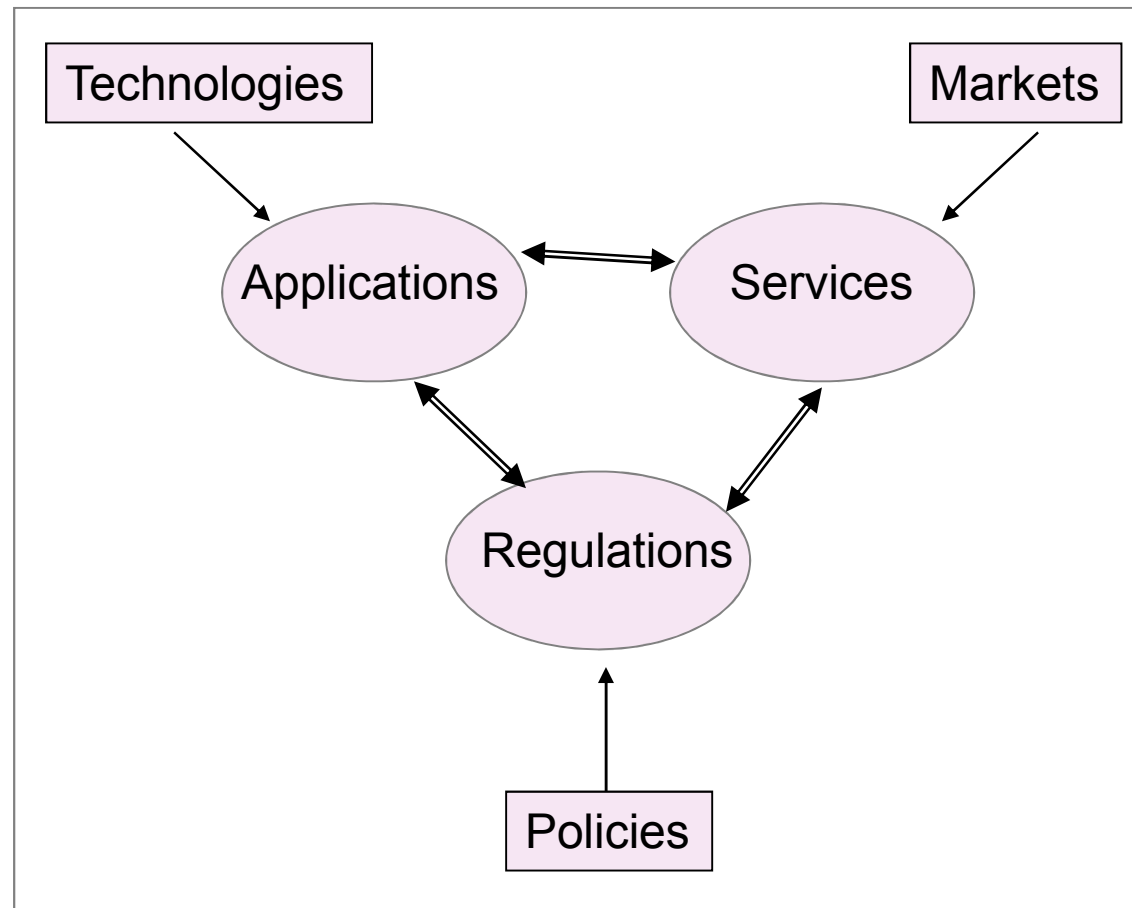 Technologies
Markets
Applications
Services
Regulations
Policies